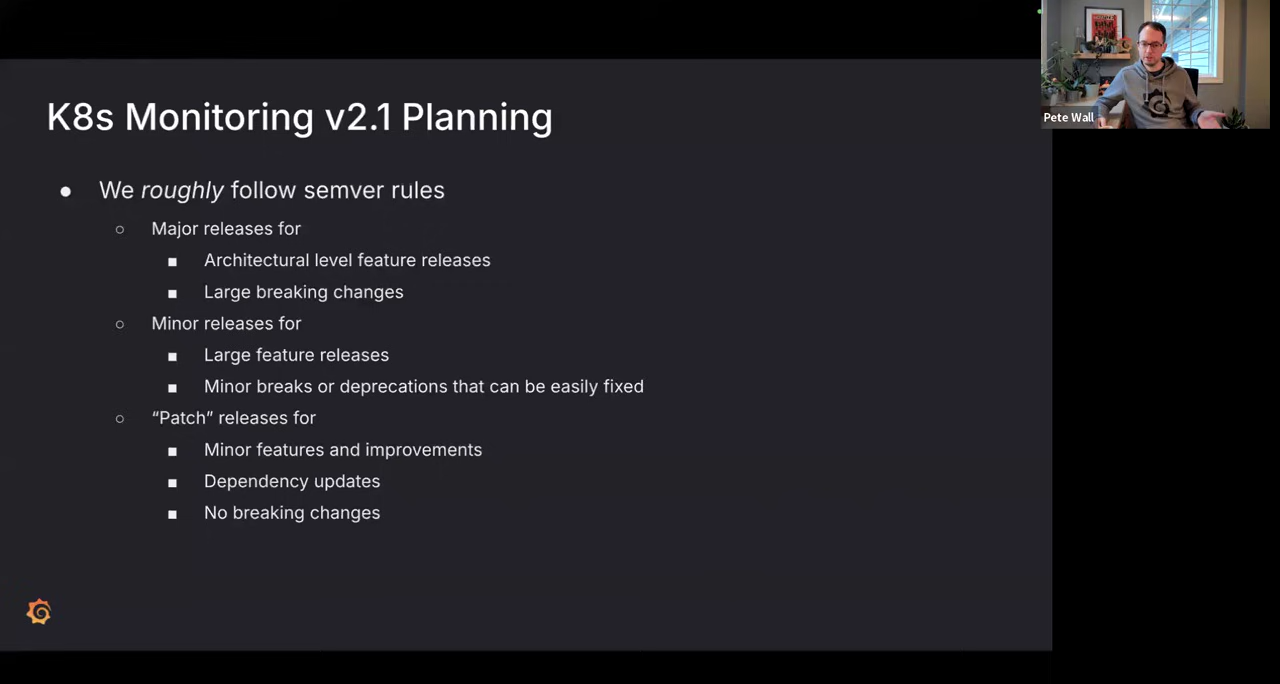 K8s Monitoring v2.1 Planning
● We roughly follow semver rules
○ Major releases for
■ Architectural level feature releases
■ Large breaking changes
○ Minor releases for
■ Large feature releases
■ Minor breaks or deprecations that can be easily fixed
○ “Patch” releases for
■ Minor features and improvements
■ Dependency updates
■ No breaking changes
Pete Wall